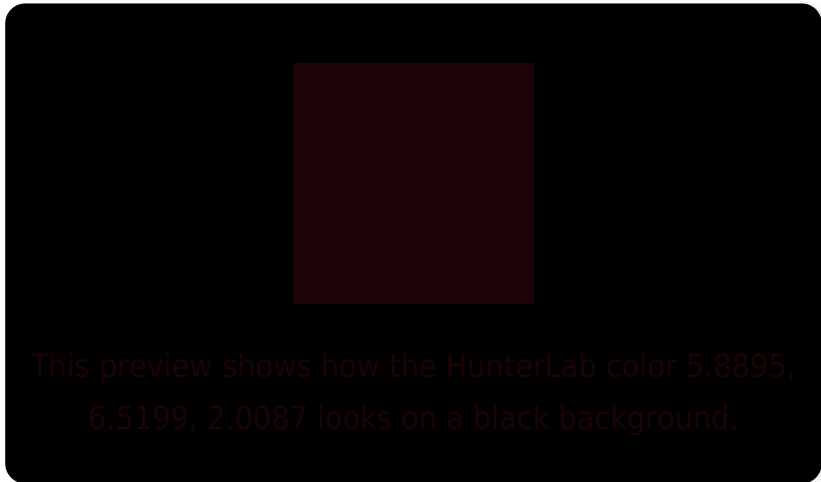 This preview shows how the HunterLab color 5.8895,
6.5199, 2.0087 looks on a black background.